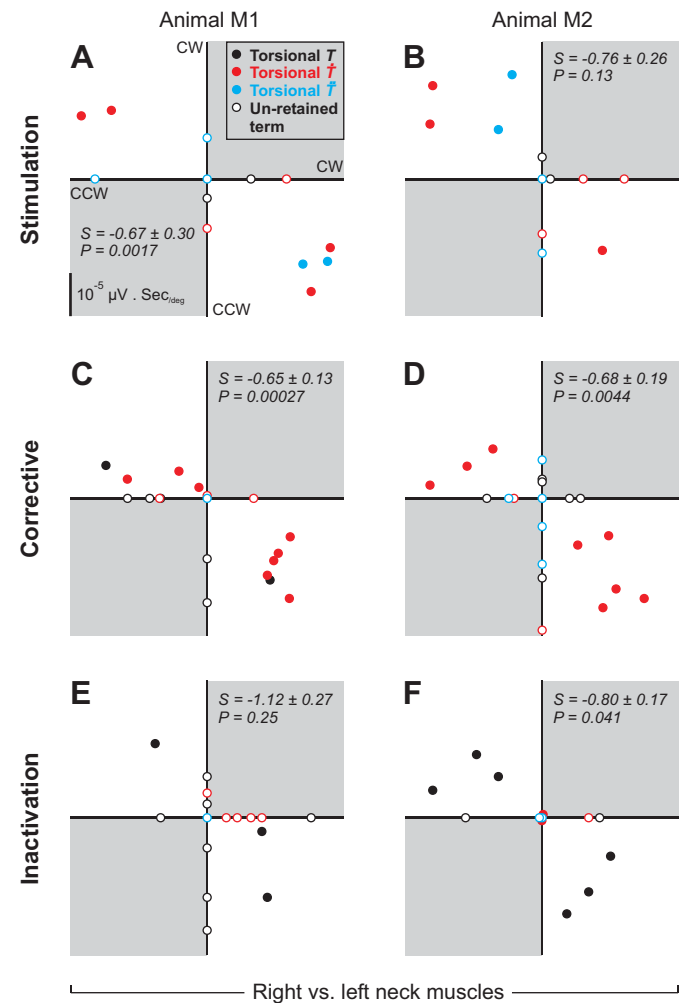 Animal M1
Animal M2
Stimulation
A
CW
Torsional T
Torsional Ṫ
Torsional T̈
Un-retained
term
CW
CCW
S = -0.67 ± 0.30
P = 0.0017
10⁻⁵ µV . Sec/deg
CCW
B
S = -0.76 ± 0.26
P = 0.13
Corrective
C
S = -0.65 ± 0.13
P = 0.00027
D
S = -0.68 ± 0.19
P = 0.0044
Inactivation
E
S = -1.12 ± 0.27
P = 0.25
F
S = -0.80 ± 0.17
P = 0.041
Right vs. left neck muscles